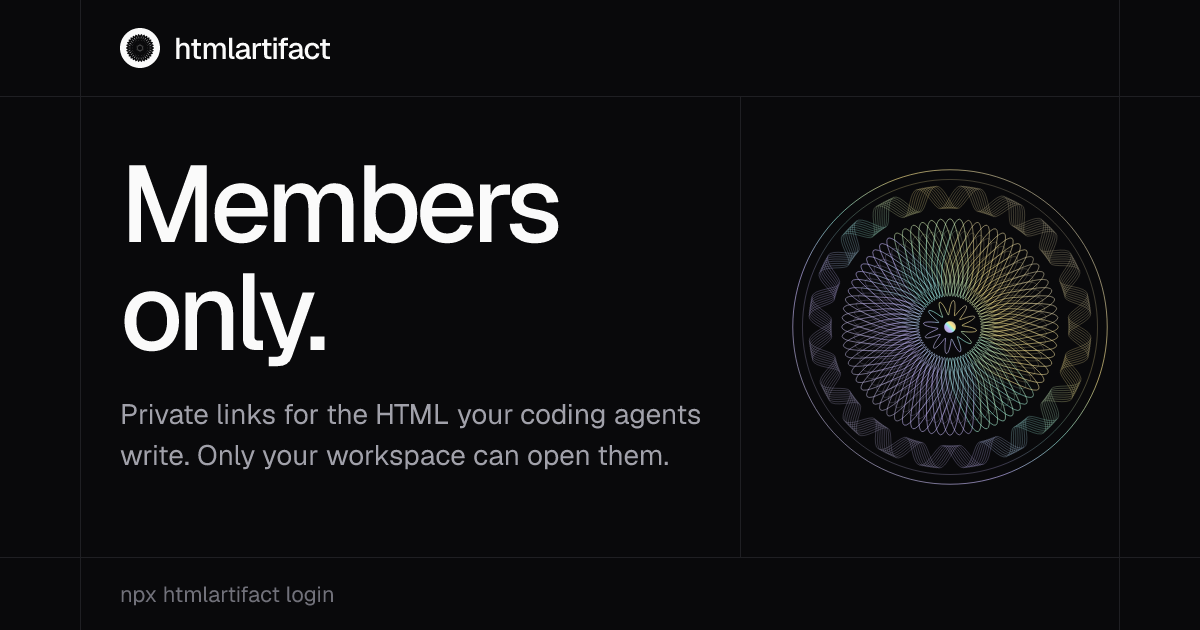 htmlartifact
Members
only.
Private links for the HTML your coding agents
write. Only your workspace can open them.
npx htmlartifact login